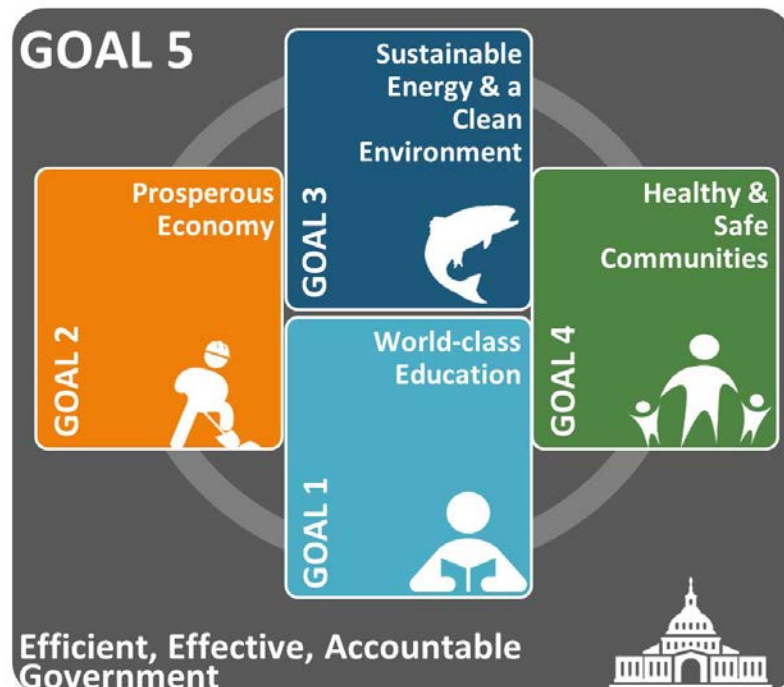 GOAL 5
Sustainable
Energy & a
Clean
Environment
GOAL 3
Prosperous
Economy
GOAL 2
Healthy &
Safe
Communities
GOAL 4
World-class
Education
GOAL 1
Efficient, Effective, Accountable
Government